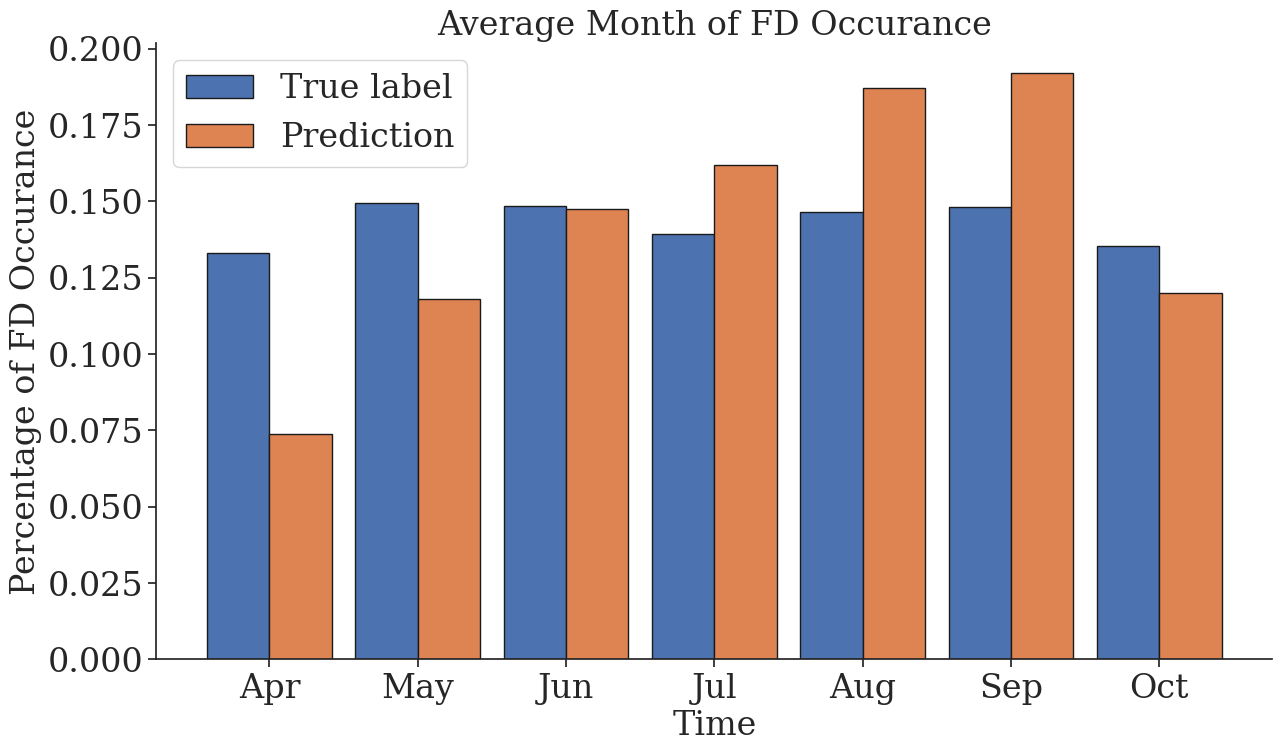 Average Month of FD Occurance
True label
Prediction
Percentage of FD Occurance
0.200
0.175
0.150
0.125
0.100
0.075
0.050
0.025
0.000
Apr May Jun Jul Aug Sep Oct
Time